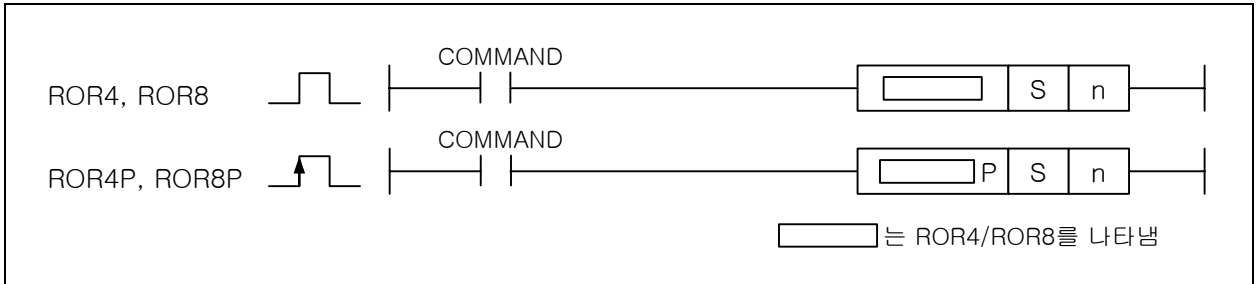 COMMAND
ROR4, ROR8 S n
COMMAND
ROR4P, ROR8P P S n
는 ROR4/ROR8를 나타냄